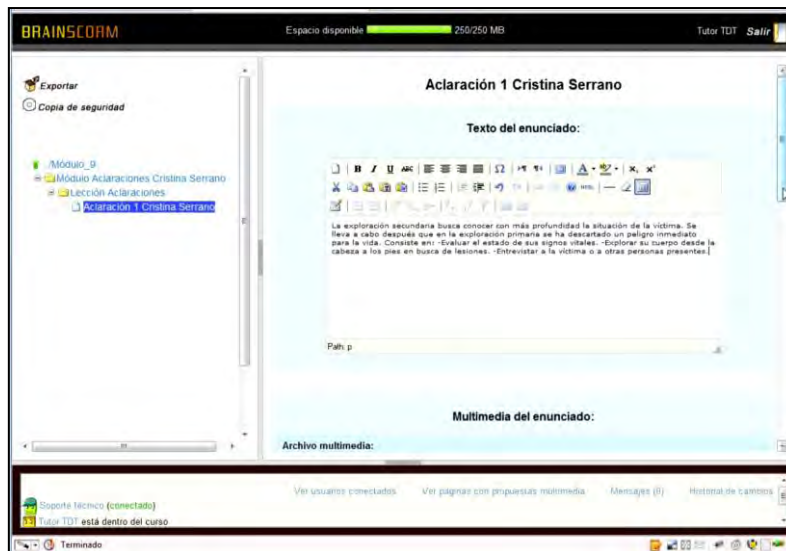 BRAINSCORM
Espacio disponible 250/250 MB
Tutor TDT Salir
Exportar
Copia de seguridad
./Módulo_9
Módulo Aclaraciones Cristina Serrano
Lección Aclaraciones
Aclaración 1 Cristina Serrano
Aclaración 1 Cristina Serrano
Texto del enunciado:
B I U ABC
HTML
La exploración secundaria busca conocer con más profundidad la situación de la víctima. Se
lleva a cabo después que en la exploración primaria se ha descartado un peligro inmediato
para la vida. Consiste en: -Evaluar el estado de sus signos vitales. -Explorar su cuerpo desde la
cabeza a los pies en busca de lesiones. -Entrevistar a la víctima o a otras personas presentes.
Path: p
Multimedia del enunciado:
Archivo multimedia:
Ver usuarios conectados Ver páginas con propuestas multimedia Mensajes (0) Historial de cambios
Soporte técnico (conectado)
Tutor TDT está dentro del curso
Terminado